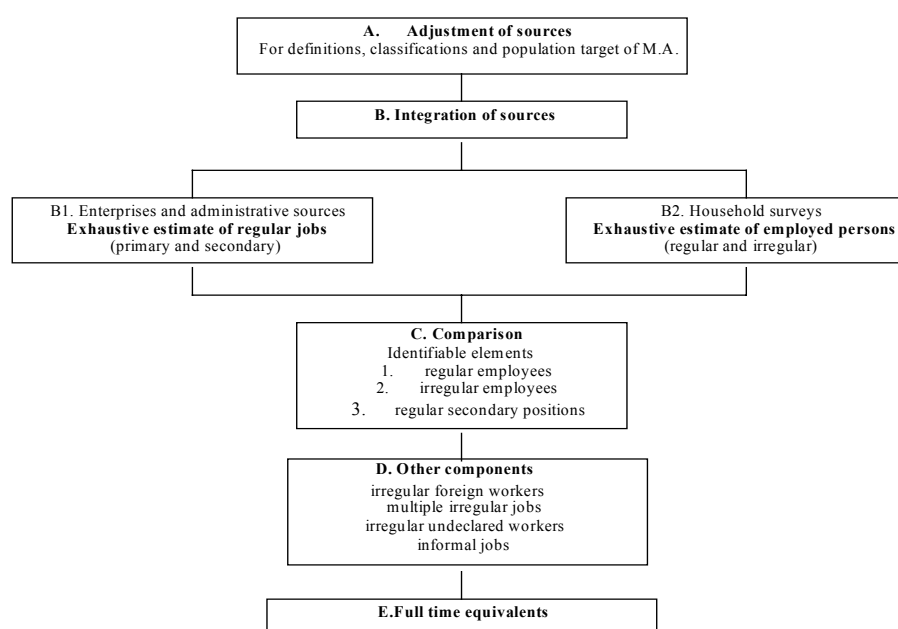 A. Adjustment of sources
For definitions, classifications and population target of M.A.
B. Integration of sources
B1. Enterprises and administrative sources
Exhaustive estimate of regular jobs
(primary and secondary)
B2. Household surveys
Exhaustive estimate of employed persons
(regular and irregular)
C. Comparison
Identifiable elements
1. regular employees
2. irregular employees
3. regular secondary positions
D. Other components
irregular foreign workers
multiple irregular jobs
irregular undeclared workers
informal jobs
E.Full time equivalents